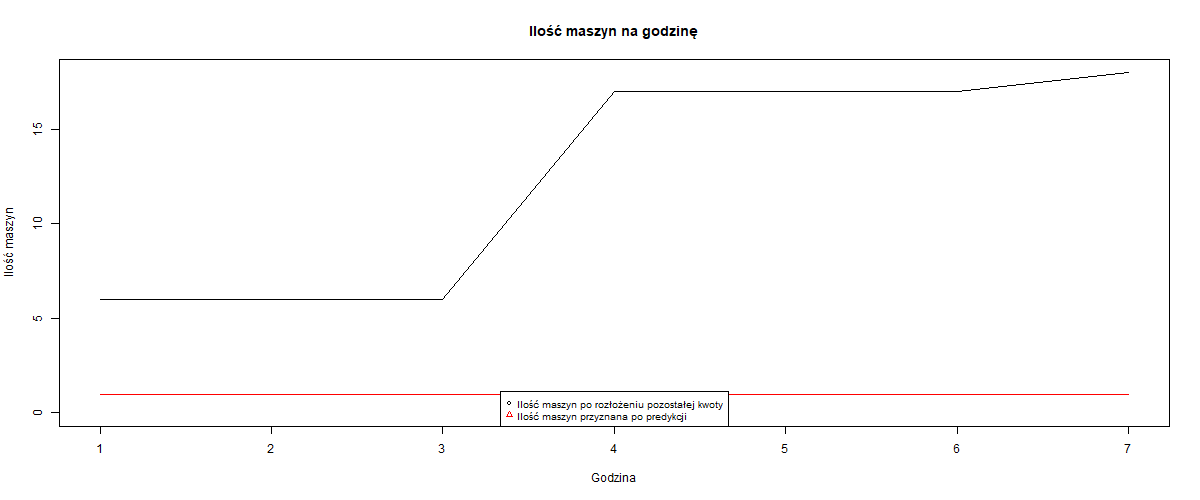 Ilość maszyn na godzinę
Ilość maszyn
15
10
5
0
Ilość maszyn po rozłożeniu pozostałej kwoty
Ilość maszyn przyznana po predykcji
1 2 3 4 5 6 7
Godzina